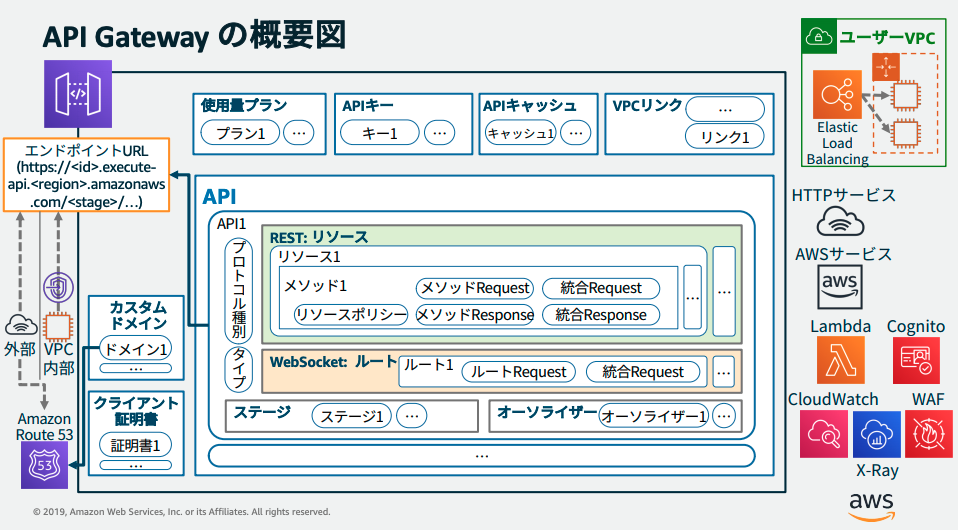 API Gateway の概要図
ユーザーVPC
Elastic
Load
Balancing
使用量プラン
プラン1
…
APIキー
キー1
…
APIキャッシュ
キャッシュ1
…
VPCリンク
…
リンク1
エンドポイントURL
(https://<id>.execute-
api.<region>.amazonaws
.com/<stage>/…)
API
API1
プロトコル種別
タイプ
REST: リソース
リソース1
メソッド1
メソッドRequest
統合Request
リソースポリシー
メソッドResponse
統合Response
…
…
WebSocket: ルート
ルート1
ルートRequest
統合Request
…
ステージ
ステージ1
…
オーソライザー
オーソライザー1
…
…
カスタム
ドメイン
ドメイン1
…
クライアント
証明書
証明書1
…
外部
VPC
内部
Amazon
Route 53
53
HTTPサービス
AWSサービス
aws
Lambda
Cognito
CloudWatch
WAF
X-Ray
aws
© 2019, Amazon Web Services, Inc. or its Affiliates. All rights reserved.